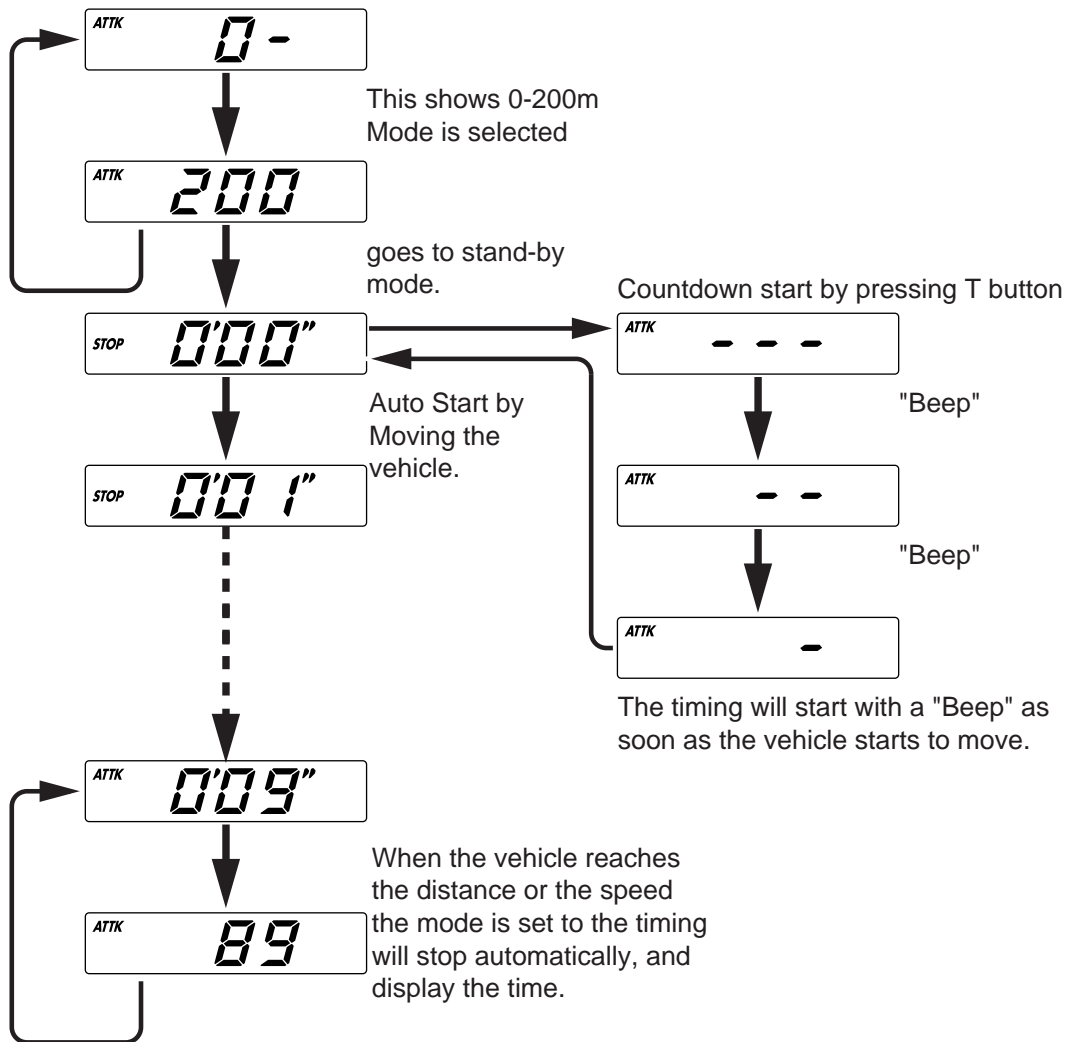 ATTK 0-
This shows 0-200m
Mode is selected
ATTK 200
goes to stand-by
mode.
STOP 0'00"
Auto Start by
Moving the
vehicle.
STOP 0'01"
Countdown start by pressing T button
ATTK - - -
"Beep"
ATTK - -
"Beep"
ATTK -
The timing will start with a "Beep" as
soon as the vehicle starts to move.
ATTK 0'09"
When the vehicle reaches
the distance or the speed
the mode is set to the timing
will stop automatically, and
display the time.
ATTK 89